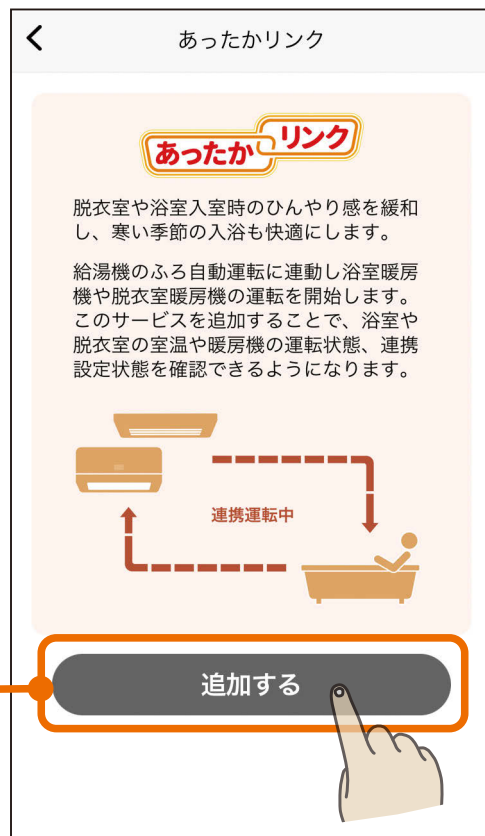 あったかリンク
あったかリンク
脱衣室や浴室入室時のひんやり感を緩和
し、寒い季節の入浴も快適にします。
給湯機のふろ自動運転に連動し浴室暖房
機や脱衣室暖房機の運転を開始します。
このサービスを追加することで、浴室や
脱衣室の室温や暖房機の運転状態、連携
設定状態を確認できるようになります。
連携運転中
追加する